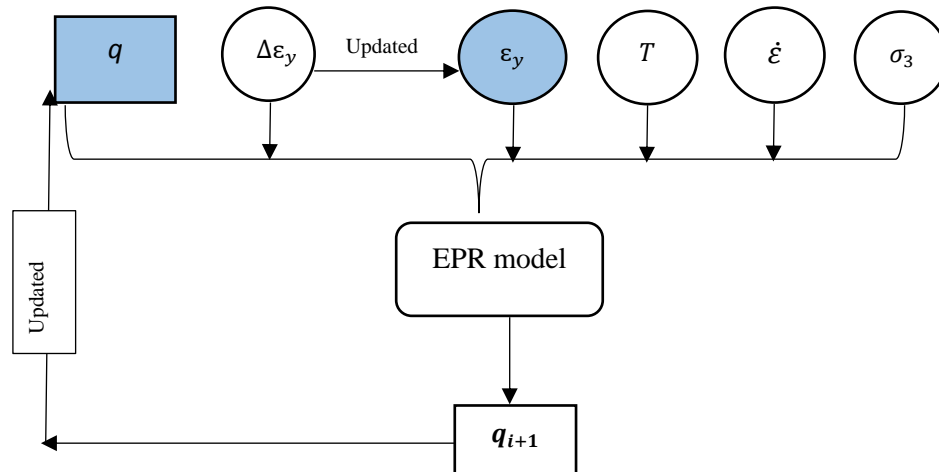 q
Δε_y
Updated
ε_y
T
ε̇
σ_3
Updated
EPR model
q_{i+1}